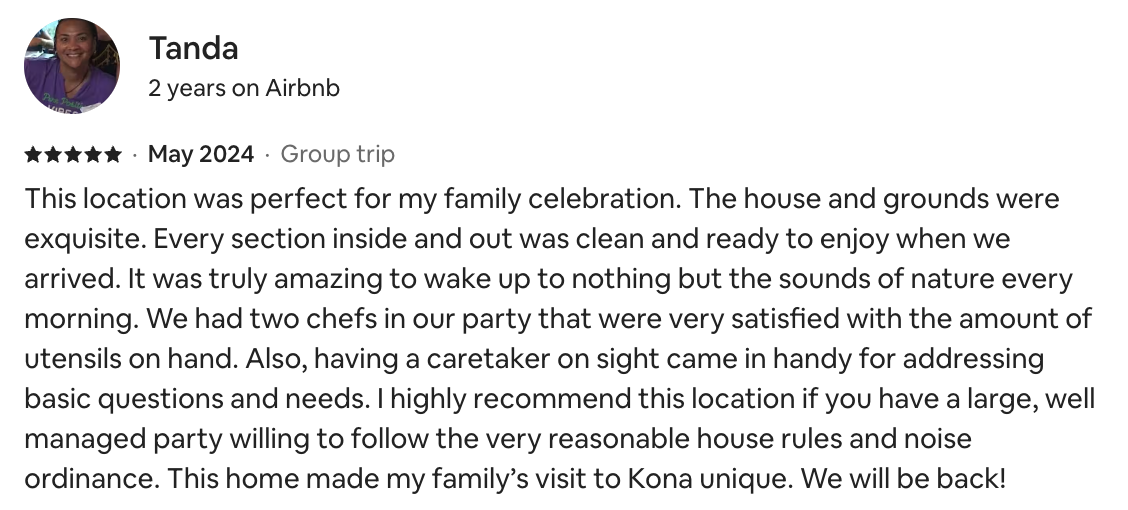 Tanda
2 years on Airbnb
★★★★★ · May 2024 · Group trip
This location was perfect for my family celebration. The house and grounds were
exquisite. Every section inside and out was clean and ready to enjoy when we
arrived. It was truly amazing to wake up to nothing but the sounds of nature every
morning. We had two chefs in our party that were very satisfied with the amount of
utensils on hand. Also, having a caretaker on sight came in handy for addressing
basic questions and needs. I highly recommend this location if you have a large, well
managed party willing to follow the very reasonable house rules and noise
ordinance. This home made my family’s visit to Kona unique. We will be back!